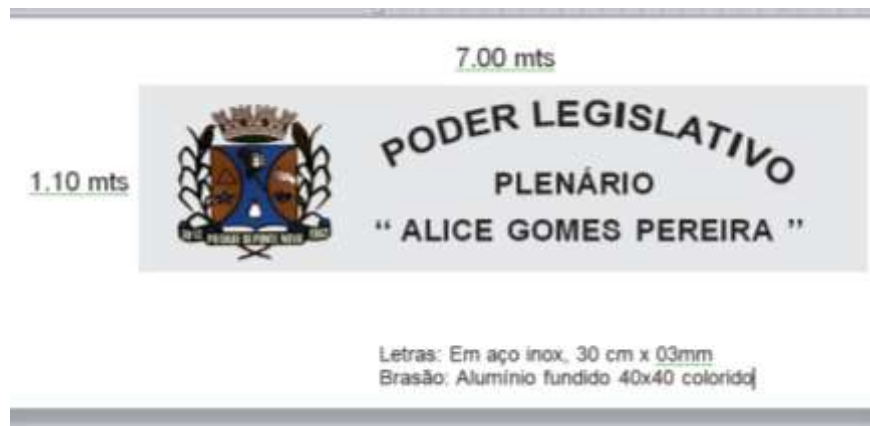 7.00 mts
1.10 mts
PODER LEGISLATIVO
PLENÁRIO
“ ALICE GOMES PEREIRA ”
Letras: Em aço inox, 30 cm x 03mm
Brasão: Alumínio fundido 40x40 colorido